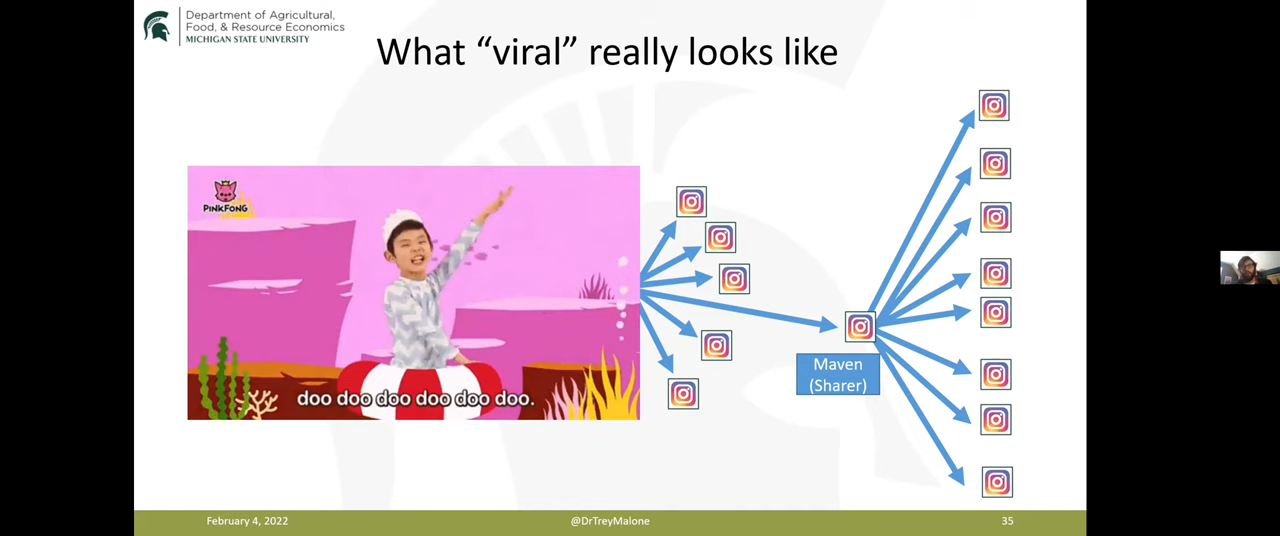 Department of Agricultural,
Food, & Resource Economics
MICHIGAN STATE UNIVERSITY
What “viral” really looks like
PINKFONG
doo doo doo doo doo doo.
Maven
(Sharer)
February 4, 2022
@DrTreyMalone
35